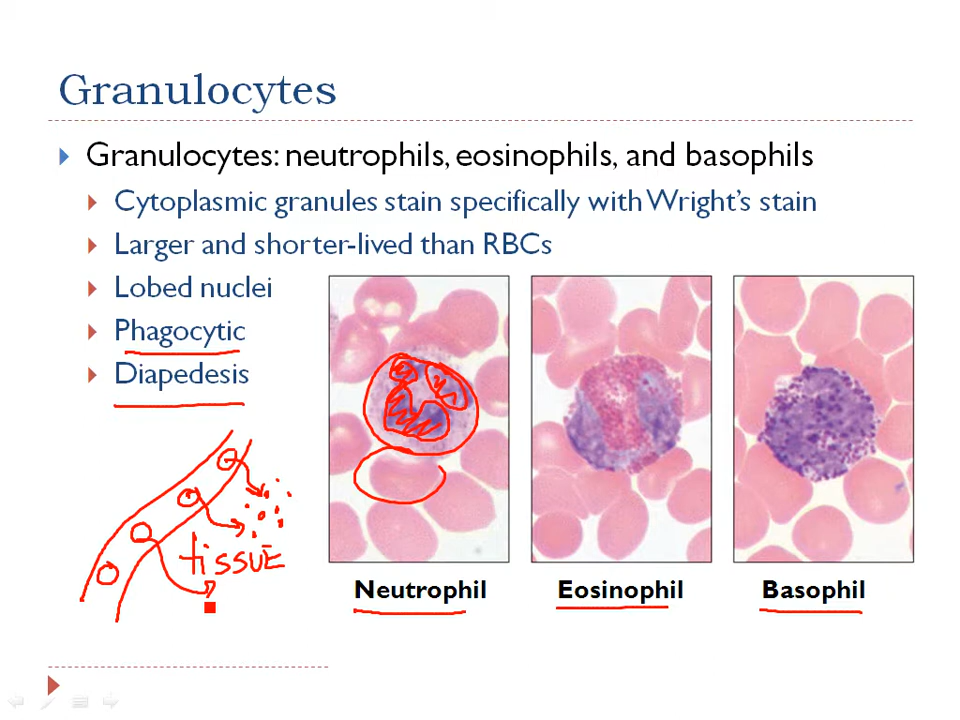 Granulocytes
Granulocytes: neutrophils, eosinophils, and basophils
Cytoplasmic granules stain specifically with Wright's stain
Larger and shorter-lived than RBCs
Lobed nuclei
Phagocytic
Diapedesis
tissue
Neutrophil
Eosinophil
Basophil